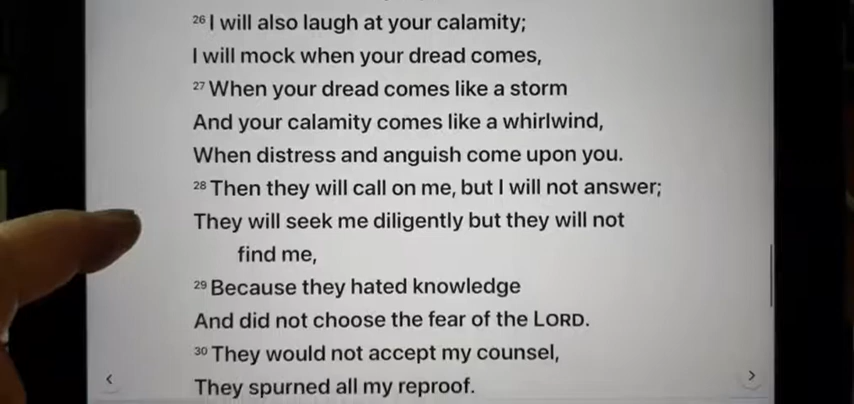 26 I will also laugh at your calamity;
I will mock when your dread comes,
27 When your dread comes like a storm
And your calamity comes like a whirlwind,
When distress and anguish come upon you.
28 Then they will call on me, but I will not answer;
They will seek me diligently but they will not
find me,
29 Because they hated knowledge
And did not choose the fear of the LORD.
30 They would not accept my counsel,
They spurned all my reproof.